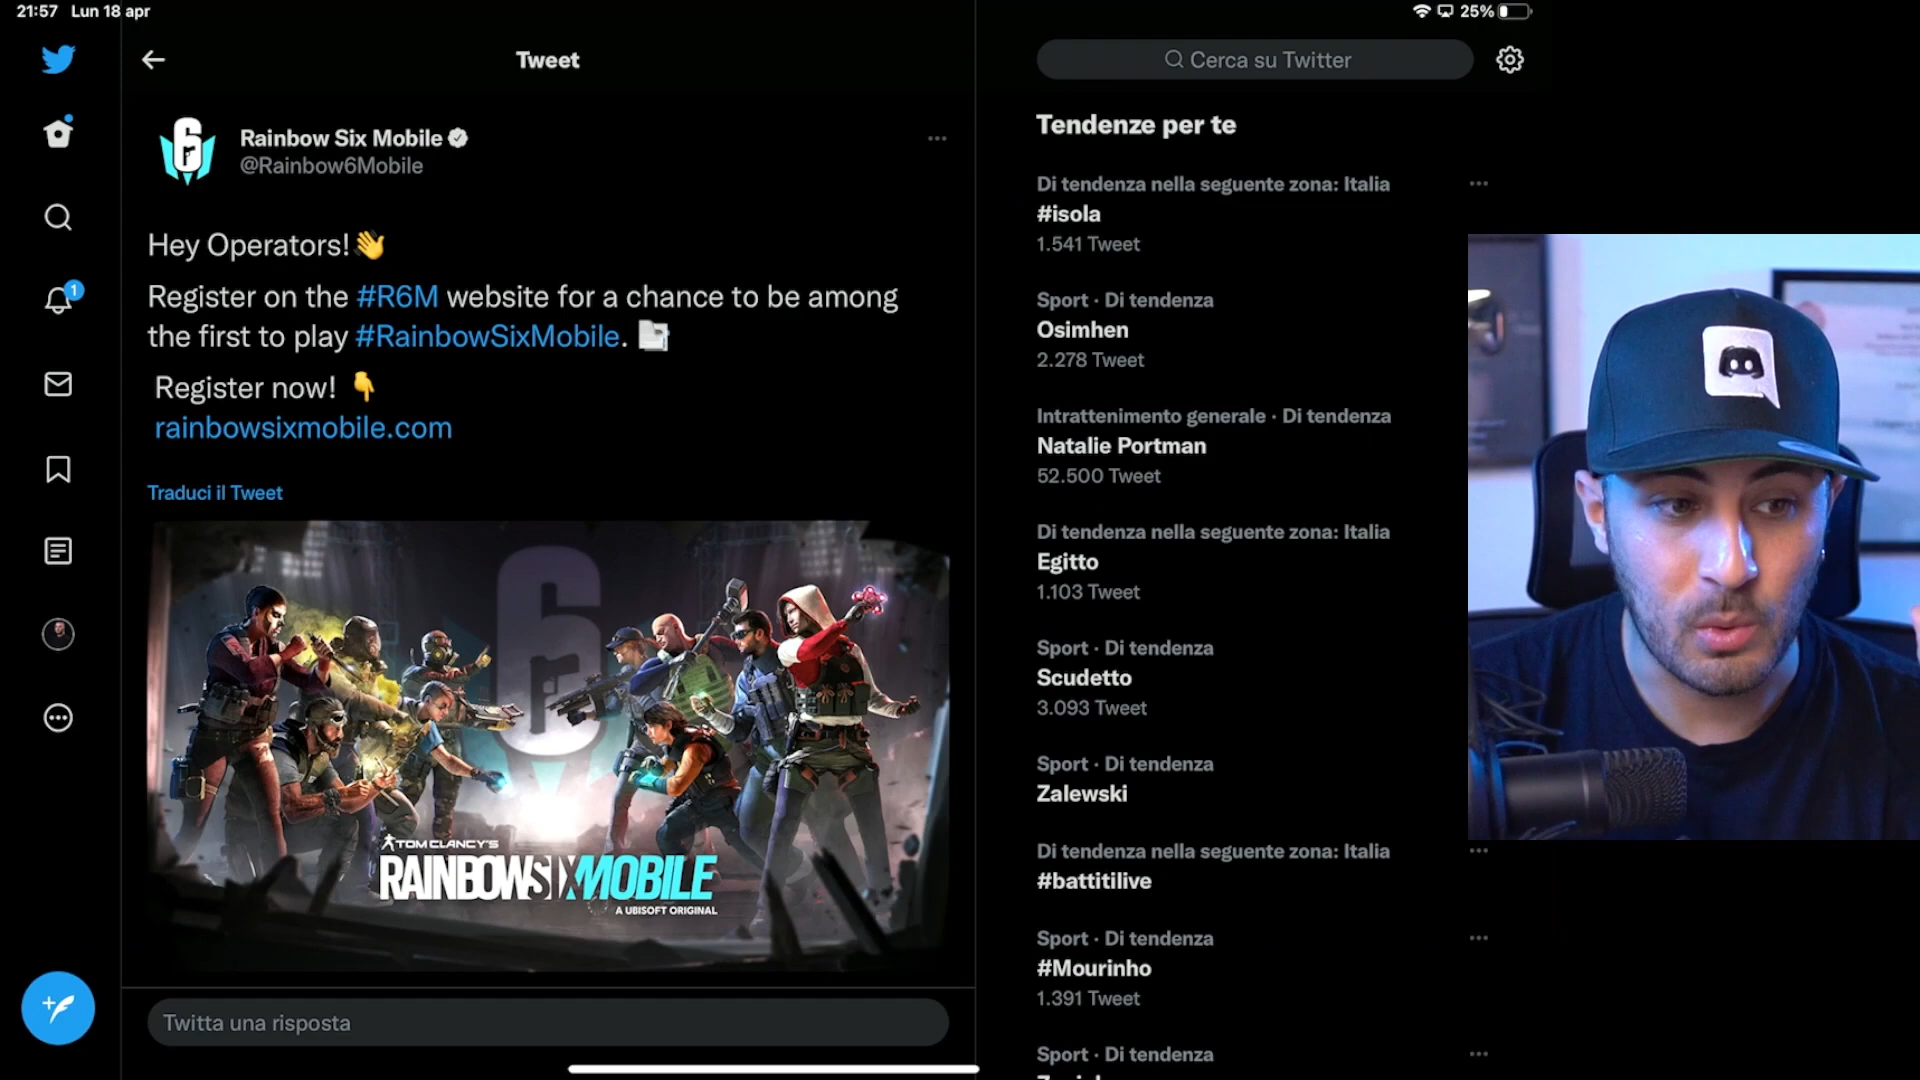 21:57 Lun 18 apr
25%
Tweet
Cerca su Twitter
Rainbow Six Mobile
@Rainbow6Mobile
Hey Operators!👋
Register on the #R6M website for a chance to be among
the first to play #RainbowSixMobile.
Register now! 👇
rainbowsixmobile.com
Traduci il Tweet
6
TOM CLANCY'S
RAINBOWSIXMOBILE
A UBISOFT ORIGINAL
Twitta una risposta
1
Tendenze per te
Di tendenza nella seguente zona: Italia
#isola
1.541 Tweet
Sport · Di tendenza
Osimhen
2.278 Tweet
Intrattenimento generale · Di tendenza
Natalie Portman
52.500 Tweet
Di tendenza nella seguente zona: Italia
Egitto
1.103 Tweet
Sport · Di tendenza
Scudetto
3.093 Tweet
Sport · Di tendenza
Zalewski
Di tendenza nella seguente zona: Italia
#battitilive
Sport · Di tendenza
#Mourinho
1.391 Tweet
Sport · Di tendenza